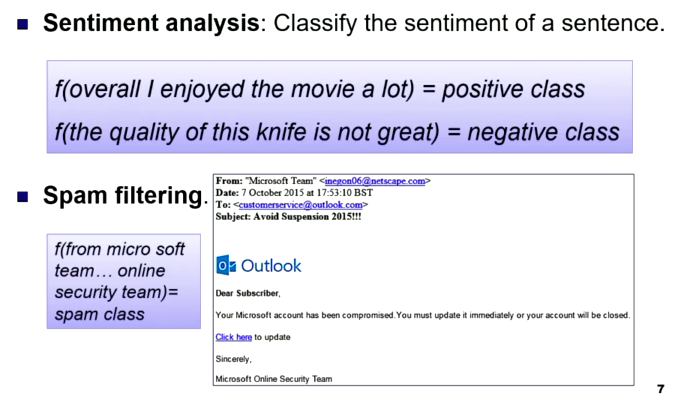 Sentiment analysis: Classify the sentiment of a sentence.
f(overall I enjoyed the movie a lot) = positive class
f(the quality of this knife is not great) = negative class
Spam filtering.
f(from micro soft
team... online
security team)=
spam class
From: "Microsoft Team" <inegon06@netscape.com>
Date: 7 October 2015 at 17:53:10 BST
To: <customerservice@outlook.com>
Subject: Avoid Suspension 2015!!!
Outlook
Dear Subscriber,
Your Microsoft account has been compromised.You must update it immediately or your account will be closed.
Click here to update
Sincerely,
Microsoft Online Security Team
7